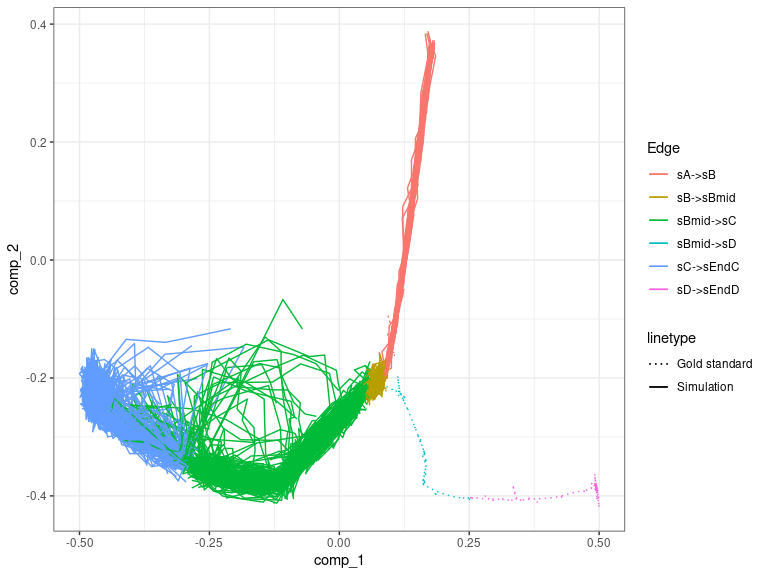 0.4
0.2
0.0
-0.2
-0.4
comp_2
-0.50
-0.25
0.00
0.25
0.50
comp_1
Edge
sA->sB
sB->sBmid
sBmid->sC
sBmid->sD
sC->sEndC
sD->sEndD
linetype
Gold standard
Simulation